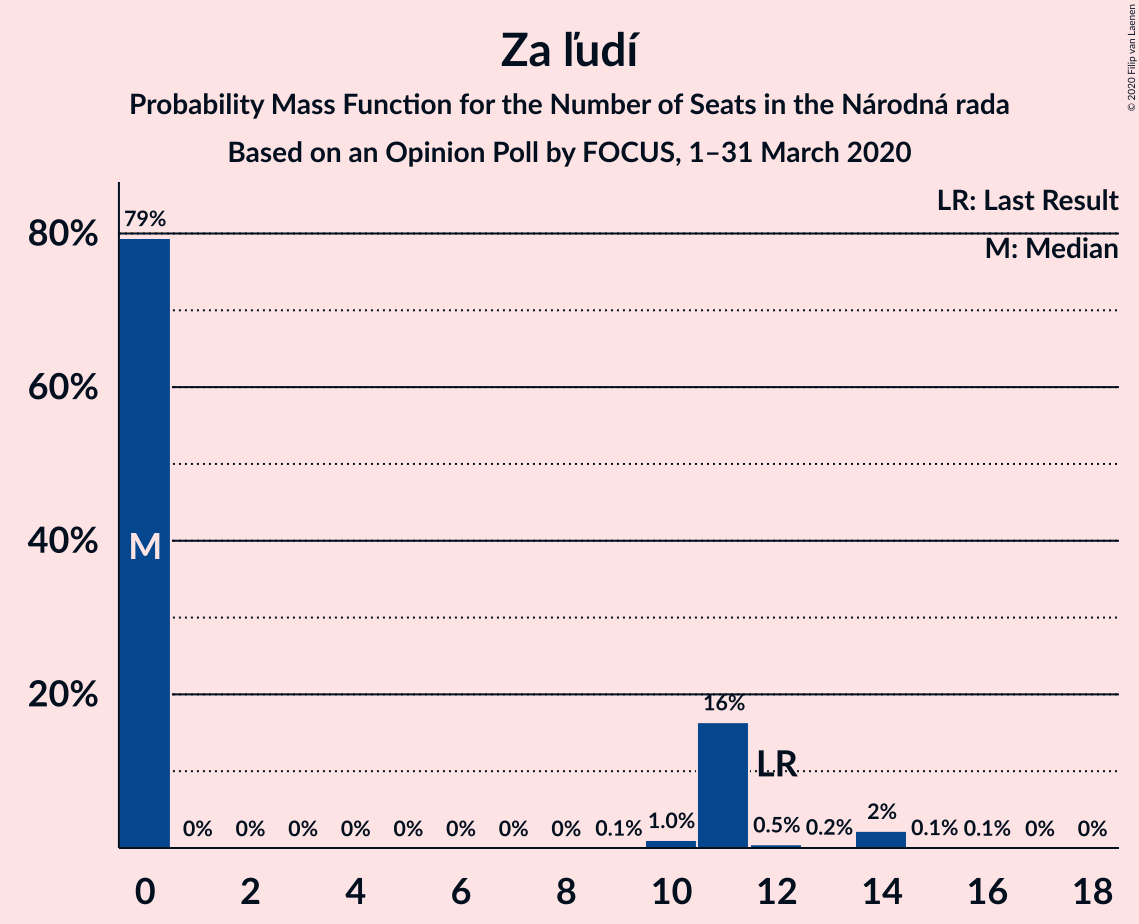 Za ľudí
Probability Mass Function for the Number of Seats in the Národná rada
Based on an Opinion Poll by FOCUS, 1–31 March 2020
© 2020 Filip van Laenen
LR: Last Result
M: Median
80%
60%
40%
20%
79%
M
0%
0%
0%
0%
0%
0%
0%
0%
0.1%
1.0%
16%
LR
0.5%
0.2%
2%
0.1%
0.1%
0%
0%
0 2 4 6 8 10 12 14 16 18